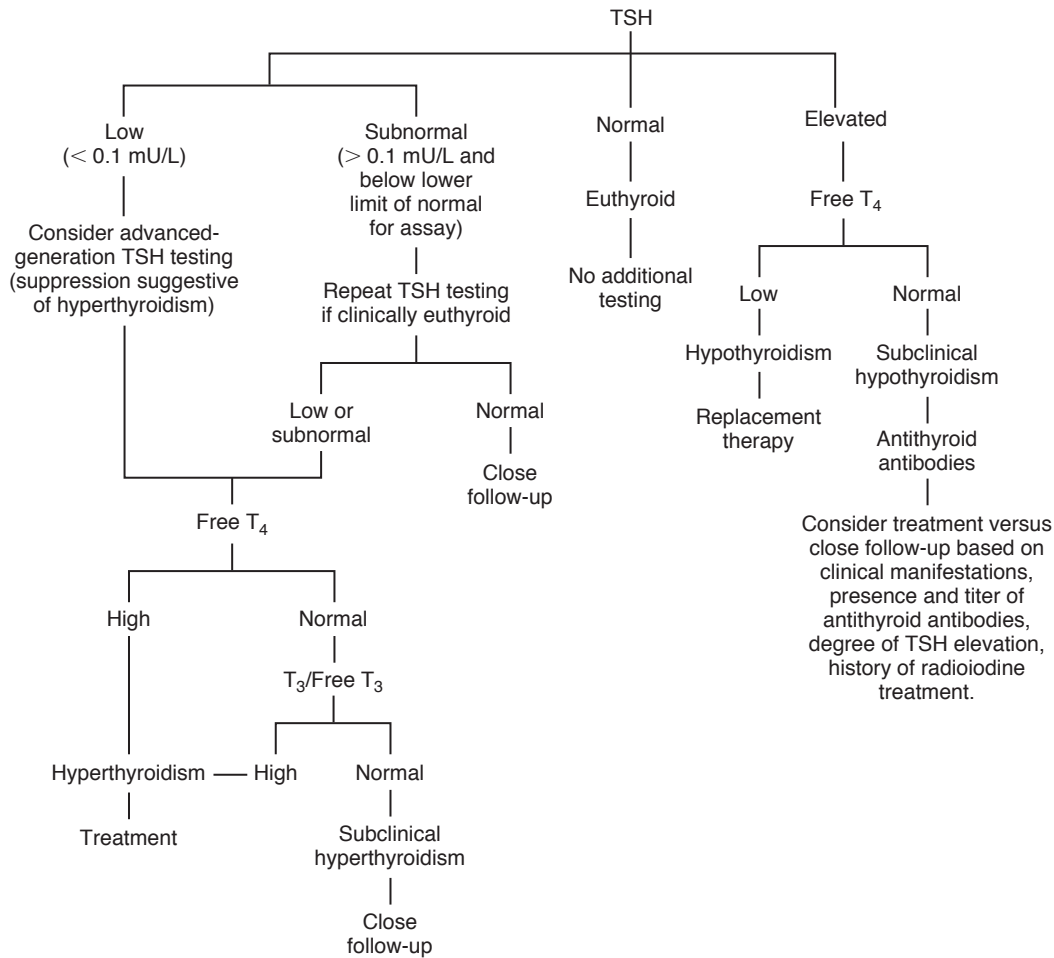 TSH
Low
(< 0.1 mU/L)
Consider advanced-
generation TSH testing
(suppression suggestive
of hyperthyroidism)
Subnormal
(> 0.1 mU/L and
below lower
limit of normal
for assay)
Repeat TSH testing
if clinically euthyroid
Low or
subnormal
Normal
Close
follow-up
Free T₄
High
Normal
T₃/Free T₃
Hyperthyroidism
High
Normal
Treatment
Subclinical
hyperthyroidism
Close
follow-up
Normal
Euthyroid
No additional
testing
Elevated
Free T₄
Low
Hypothyroidism
Replacement
therapy
Normal
Subclinical
hypothyroidism
Antithyroid
antibodies
Consider treatment versus
close follow-up based on
clinical manifestations,
presence and titer of
antithyroid antibodies,
degree of TSH elevation,
history of radioiodine
treatment.